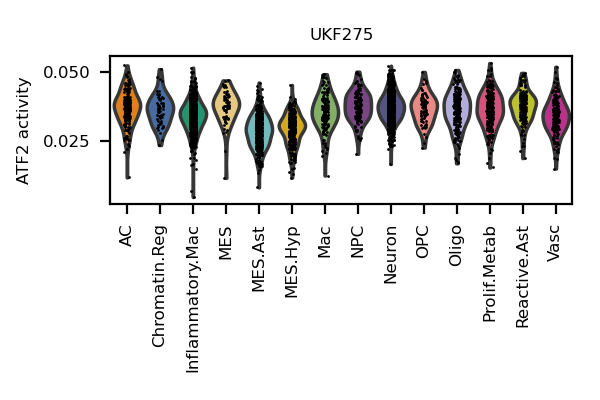 UKF275
ATF2 activity
0.050
0.025
AC
Chromatin.Reg
Inflammatory.Mac
MES
MES.Ast
MES.Hyp
Mac
NPC
Neuron
OPC
Oligo
Prolif.Metab
Reactive.Ast
Vasc